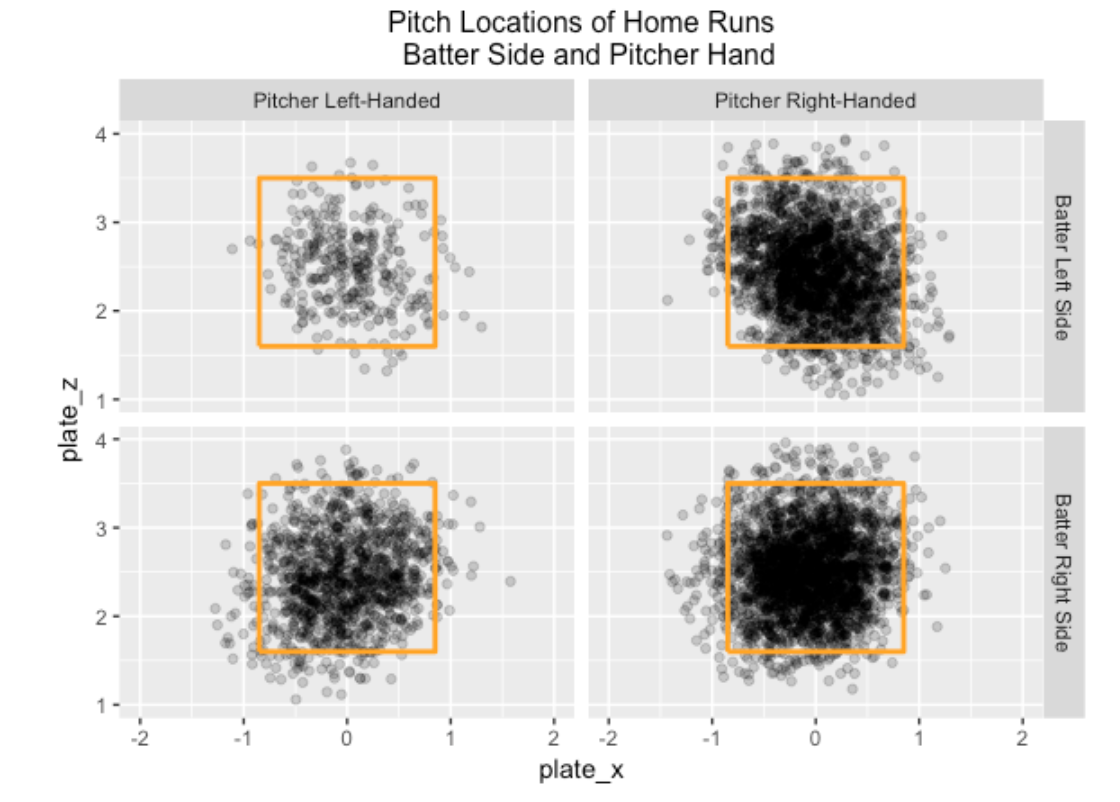 Pitch Locations of Home Runs
Batter Side and Pitcher Hand
Pitcher Left-Handed
Pitcher Right-Handed
4
3
2
1
Batter Left Side
plate_z
4
3
2
1
Batter Right Side
-2
-1
0
1
2
-2
-1
0
1
2
plate_x